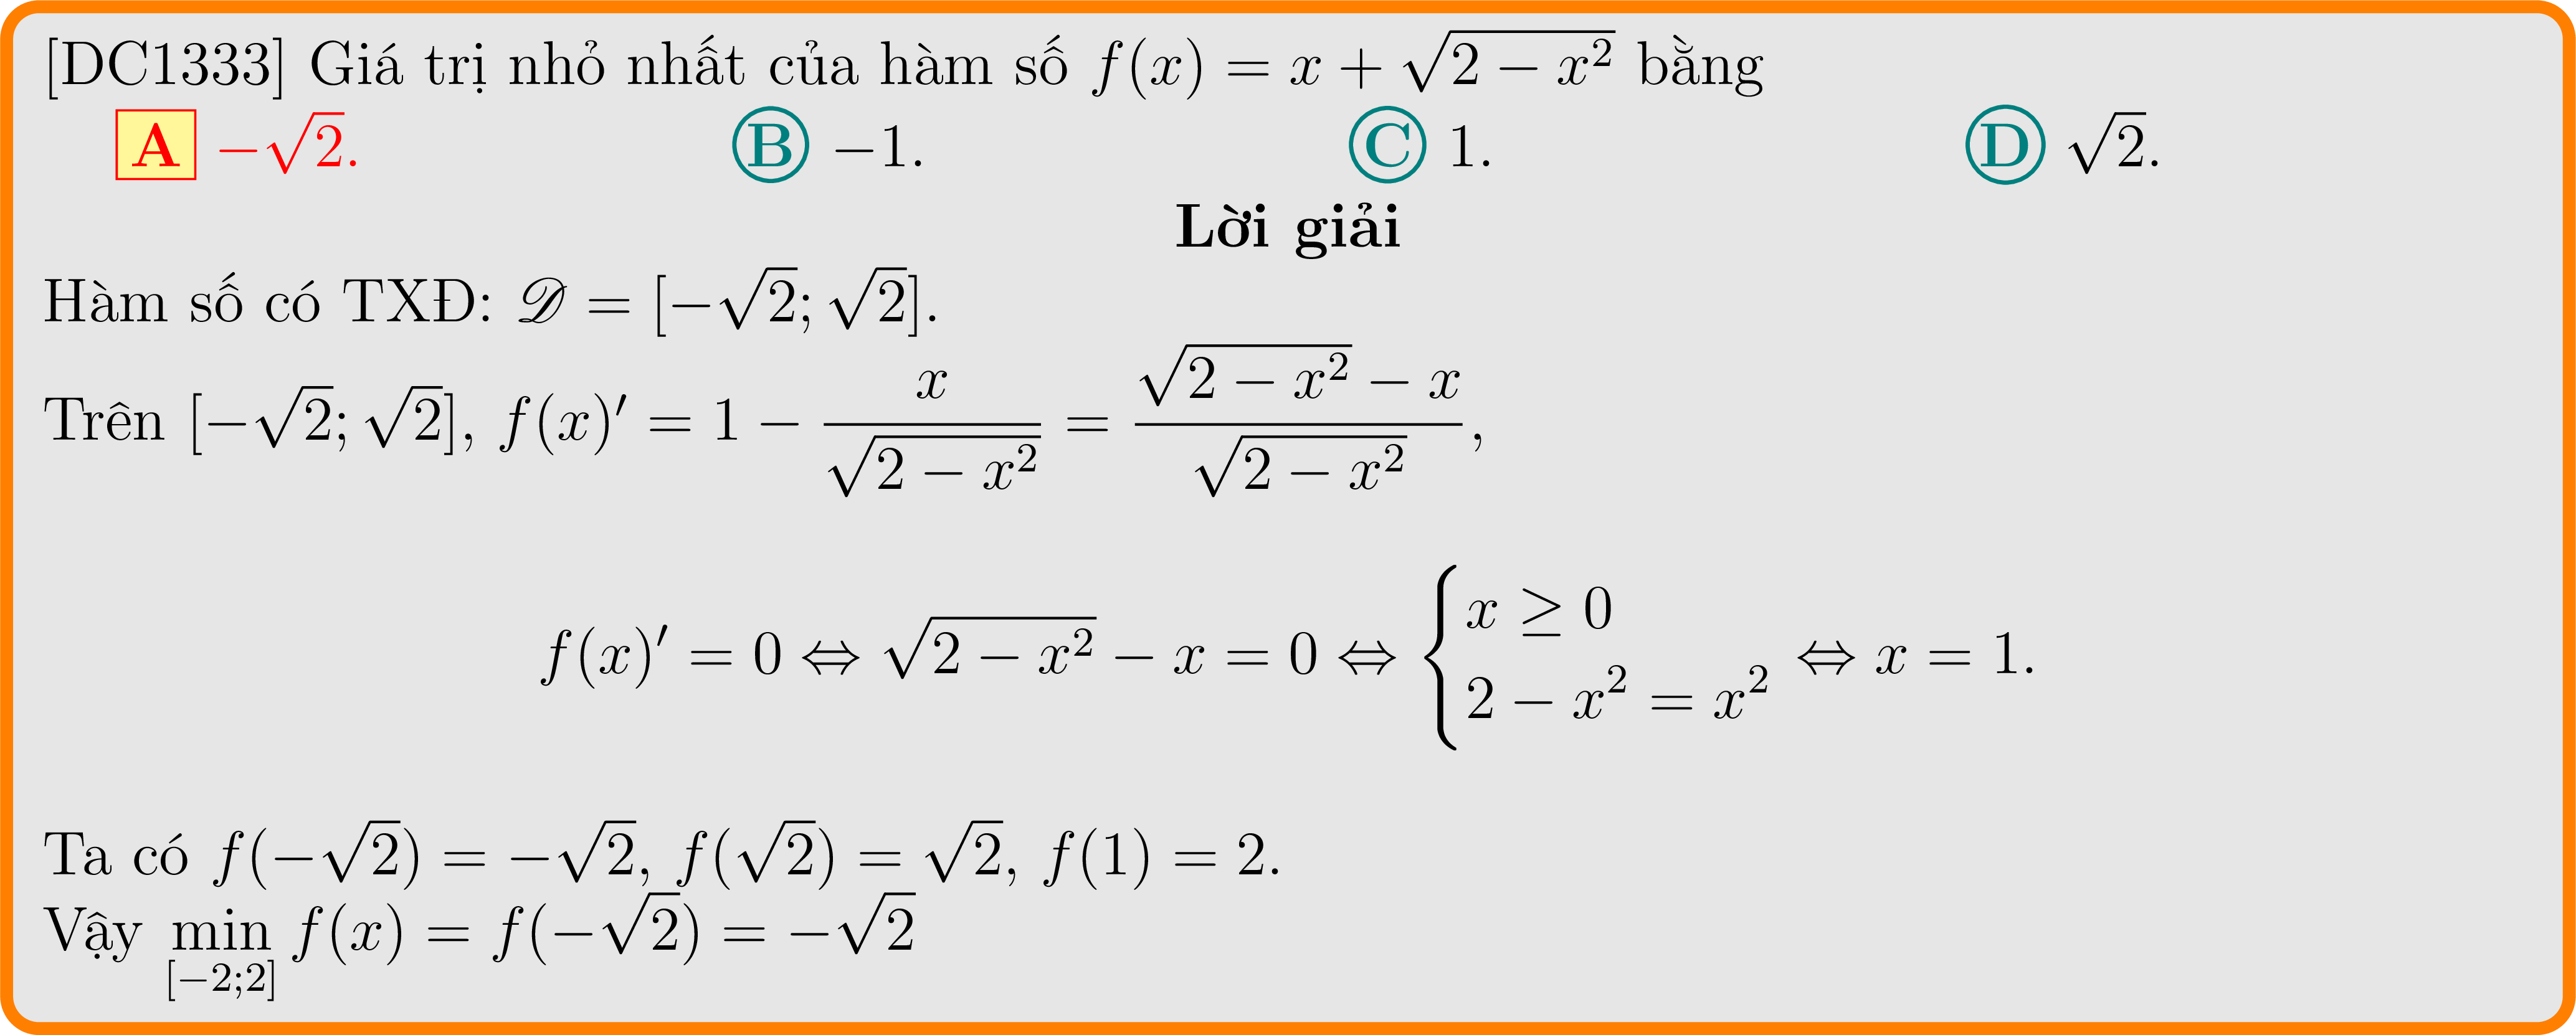 [DC1333] Giá trị nhỏ nhất của hàm số $f(x) = x + \sqrt{2 - x^2}$ bằng
A $-\sqrt{2}$. B $-1$. C $1$. D $\sqrt{2}$.
Lời giải
Hàm số có TXĐ: $\mathscr{D} = [-\sqrt{2}; \sqrt{2}]$.
Trên $[-\sqrt{2}; \sqrt{2}]$, $f(x)' = 1 - \dfrac{x}{\sqrt{2 - x^2}} = \dfrac{\sqrt{2 - x^2} - x}{\sqrt{2 - x^2}}$,
$f(x)' = 0 \Leftrightarrow \sqrt{2 - x^2} - x = 0 \Leftrightarrow \begin{cases} x \geq 0 \\ 2 - x^2 = x^2 \end{cases} \Leftrightarrow x = 1.$
Ta có $f(-\sqrt{2}) = -\sqrt{2}$, $f(\sqrt{2}) = \sqrt{2}$, $f(1) = 2$.
Vậy $\min\limits_{[-2;2]} f(x) = f(-\sqrt{2}) = -\sqrt{2}$